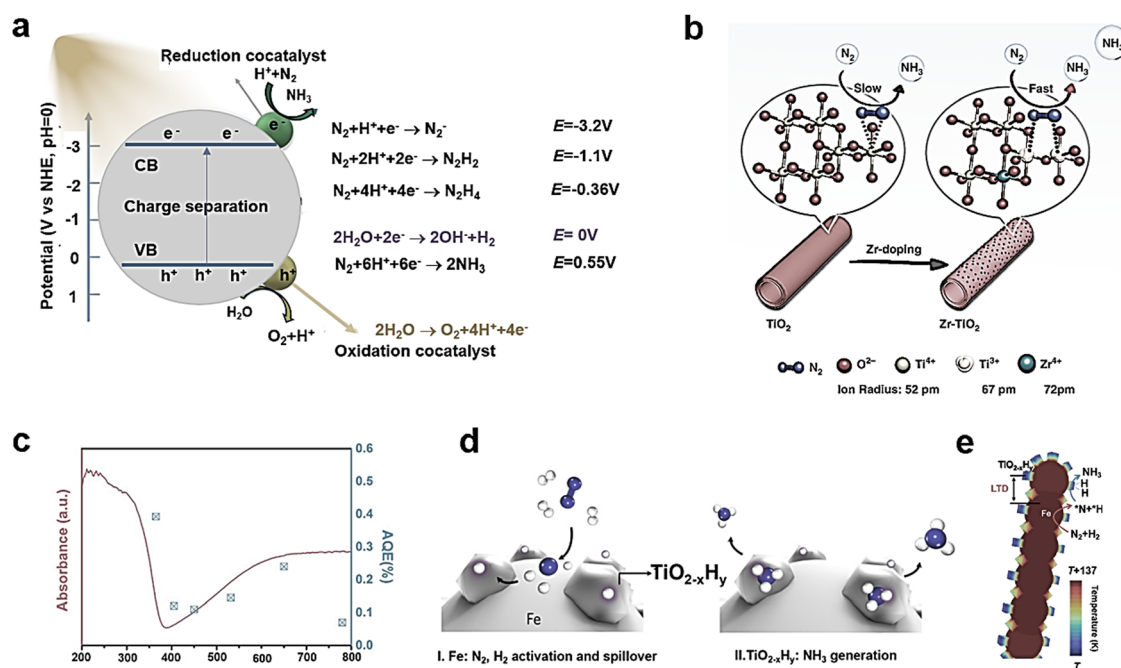 a
Reduction cocatalyst
H⁺+N₂
NH₃
e⁻
e⁻ e⁻
CB
Charge separation
VB
h⁺ h⁺ h⁺
h⁺
H₂O
O₂+H⁺
2H₂O → O₂+4H⁺+4e⁻
Oxidation cocatalyst
Potential (V vs NHE, pH=0)
-3
-2
-1
0
1
N₂+H⁺+e⁻ → N₂⁻ E=-3.2V
N₂+2H⁺+2e⁻ → N₂H₂ E=-1.1V
N₂+4H⁺+4e⁻ → N₂H₄ E=-0.36V
2H₂O+2e⁻ → 2OH⁻+H₂ E= 0V
N₂+6H⁺+6e⁻ → 2NH₃ E=0.55V
b
N₂ NH₃
Slow
N₂ NH₃ NH₃
Fast
Zr-doping
TiO₂
Zr-TiO₂
N₂ O²⁻ Ti⁴⁺ Ti³⁺ Zr⁴⁺
Ion Radius: 52 pm 67 pm 72pm
c
Absorbance (a.u.)
AQE(%)
0.6
0.5
0.4
0.3
0.2
0.1
0.0
200 300 400 500 600 700 800
d
Fe
TiO₂₋ₓHᵧ
I. Fe: N₂, H₂ activation and spillover
II.TiO₂₋ₓHᵧ: NH₃ generation
e
TiO₂₋ₓHᵧ
LTD
Fe
NH₃
H
H
*N+*H
N₂+H₂
T+137
Temperature (K)
T